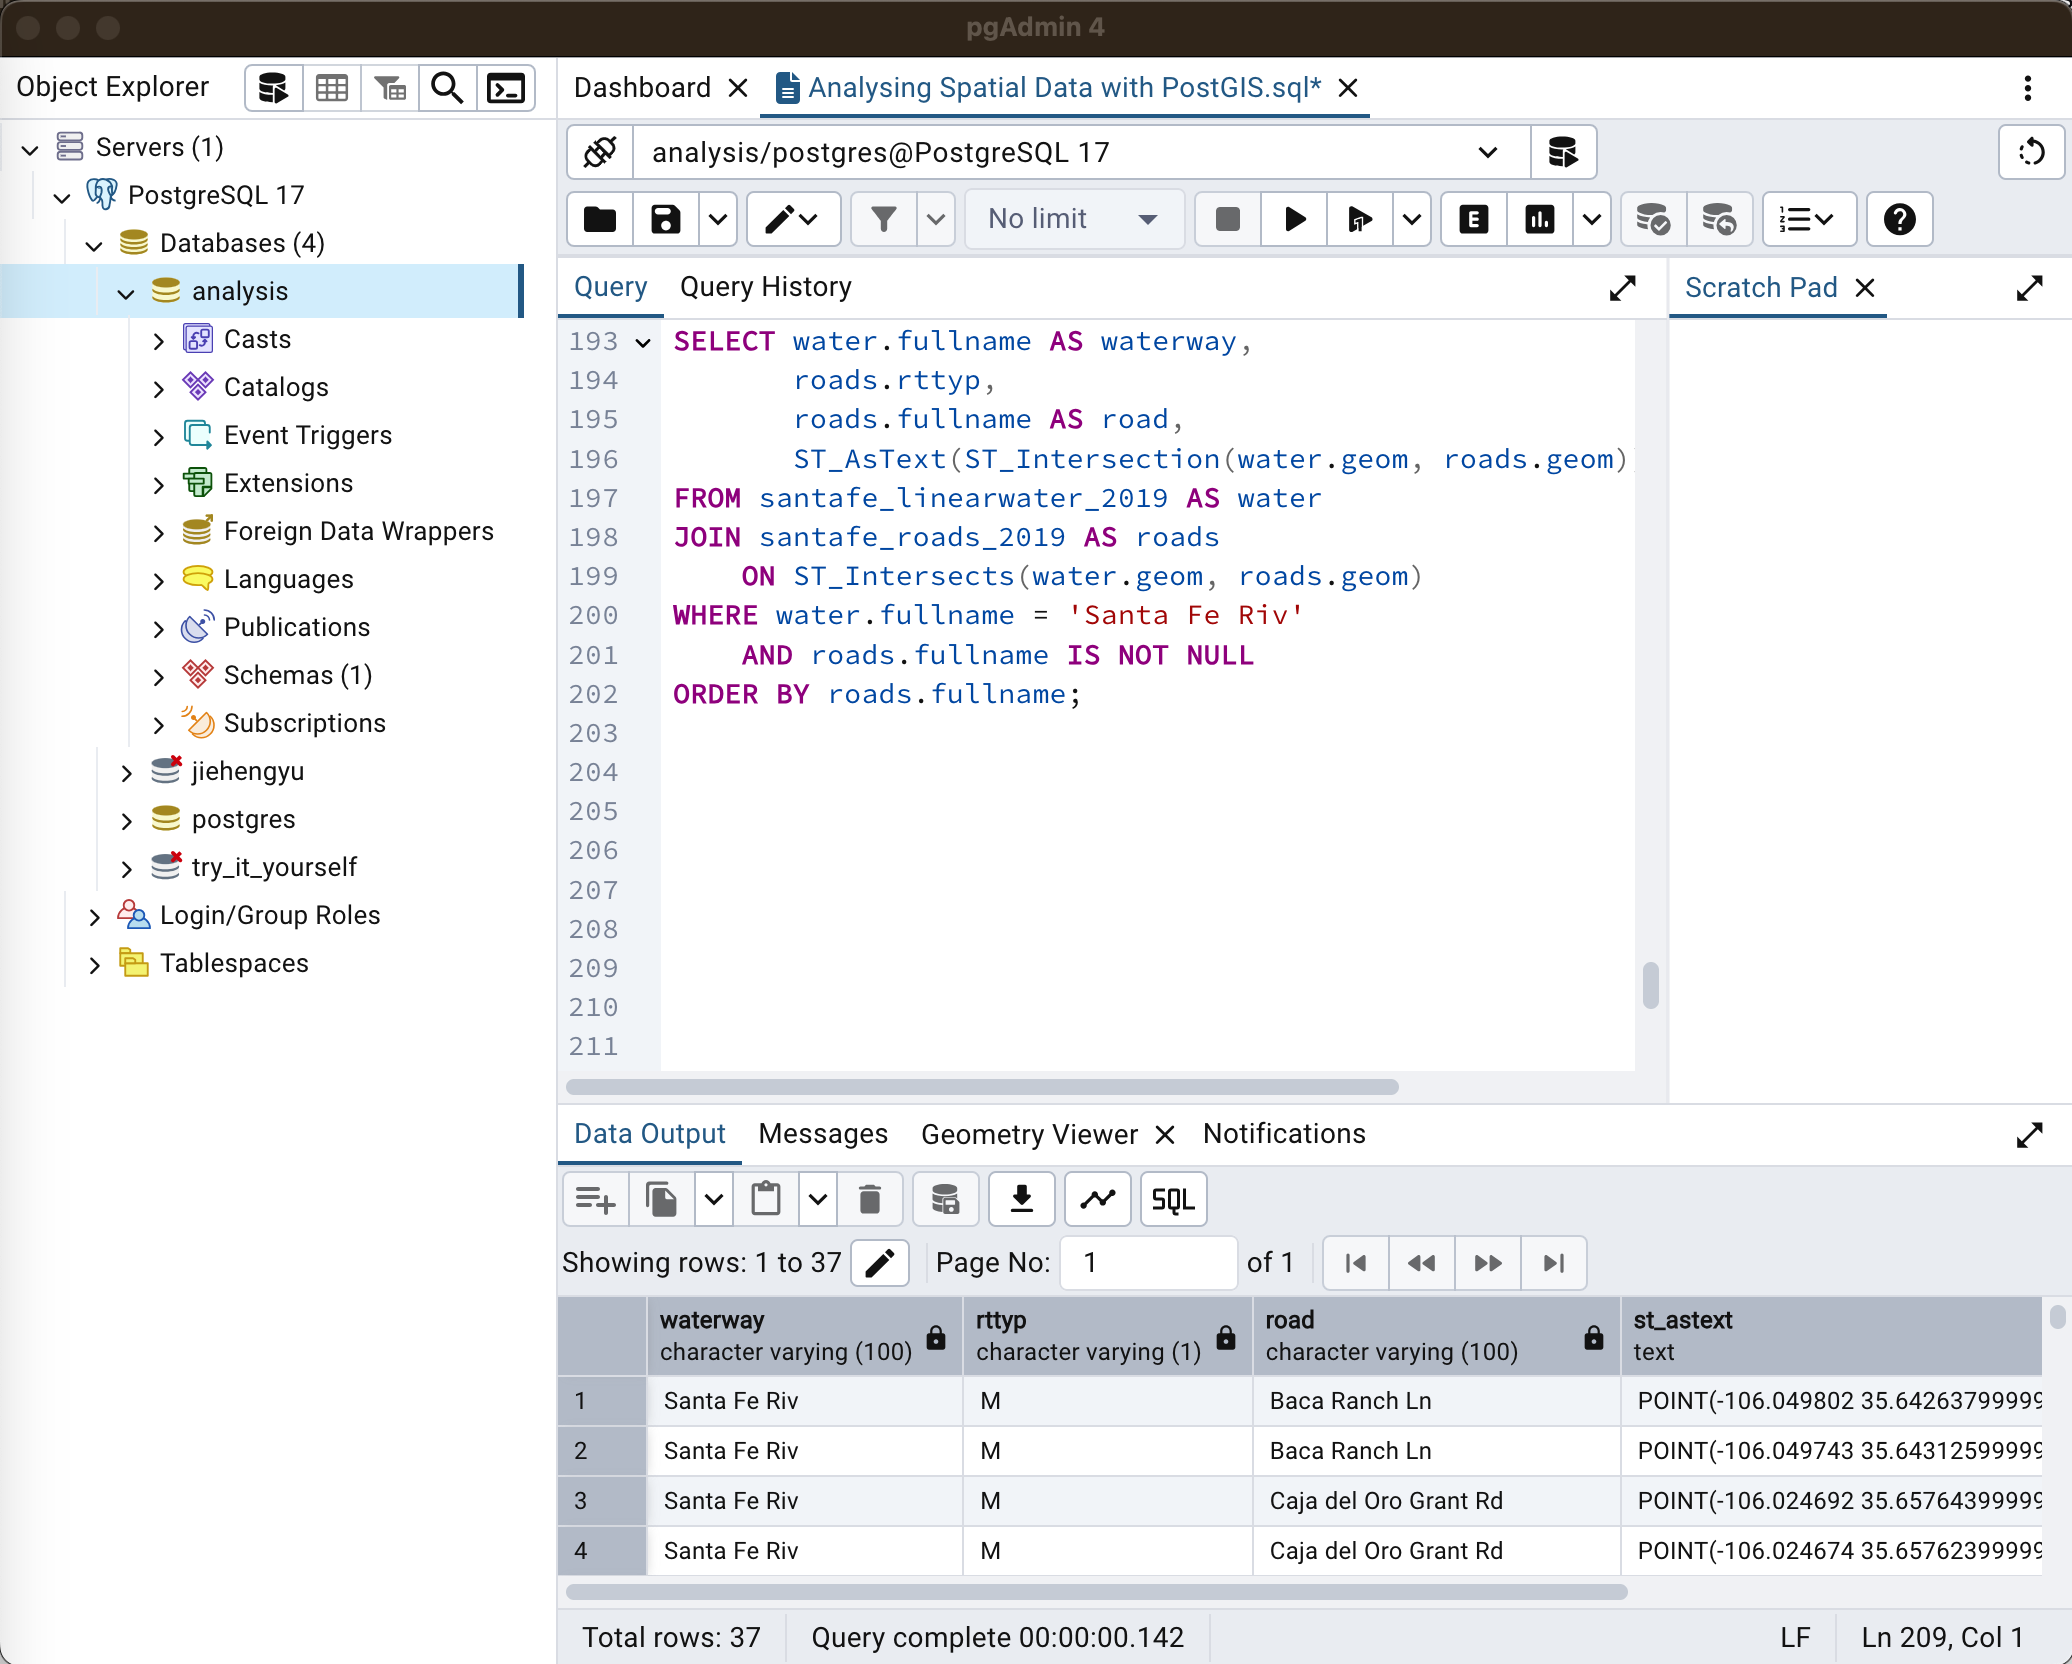 pgAdmin 4
Object Explorer
Servers (1)
PostgreSQL 17
Databases (4)
analysis
Casts
Catalogs
Event Triggers
Extensions
Foreign Data Wrappers
Languages
Publications
Schemas (1)
Subscriptions
jiehengyu
postgres
try_it_yourself
Login/Group Roles
Tablespaces
Dashboard
Analysing Spatial Data with PostGIS.sql*
analysis/postgres@PostgreSQL 17
No limit
E
Query
Query History
Scratch Pad
193 SELECT water.fullname AS waterway,
194 roads.rttyp,
195 roads.fullname AS road,
196 ST_AsText(ST_Intersection(water.geom, roads.geom)
197 FROM santafe_linearwater_2019 AS water
198 JOIN santafe_roads_2019 AS roads
199 ON ST_Intersects(water.geom, roads.geom)
200 WHERE water.fullname = 'Santa Fe Riv'
201 AND roads.fullname IS NOT NULL
202 ORDER BY roads.fullname;
203
204
205
206
207
208
209
210
211
Data Output
Messages
Geometry Viewer
Notifications
SQL
Showing rows: 1 to 37
Page No: 1 of 1
waterway character varying (100)
rttyp character varying (1)
road character varying (100)
st_astext text
1 Santa Fe Riv M Baca Ranch Ln POINT(-106.049802 35.64263799999
2 Santa Fe Riv M Baca Ranch Ln POINT(-106.049743 35.64312599999
3 Santa Fe Riv M Caja del Oro Grant Rd POINT(-106.024692 35.65764399999
4 Santa Fe Riv M Caja del Oro Grant Rd POINT(-106.024674 35.65762399999
Total rows: 37
Query complete 00:00:00.142
LF
Ln 209, Col 1